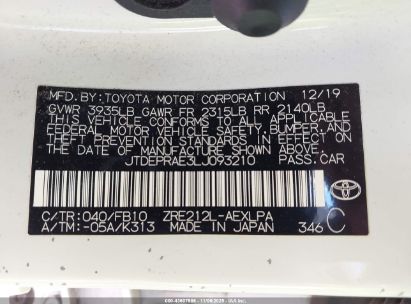 MFD. BY: TOYOTA MOTOR CORPORATION 12/19
GVWR 3935LB GAWR FR 2315LB RR 2140LB
THIS VEHICLE CONFORMS TO ALL APPLICABLE
FEDERAL MOTOR VEHICLE SAFETY, BUMPER, AND
THEFT PREVENTION STANDARDS IN EFFECT
ON THE DATE OF MANUFACTURE SHOWN ABOVE.
JTDEPRAE3LJ093210 PASS. CAR
C/TR: 040/FB10 ZRE212L-AEXLPA C
A/TM: -05A/K313 MADE IN JAPAN 346
TOYOTA